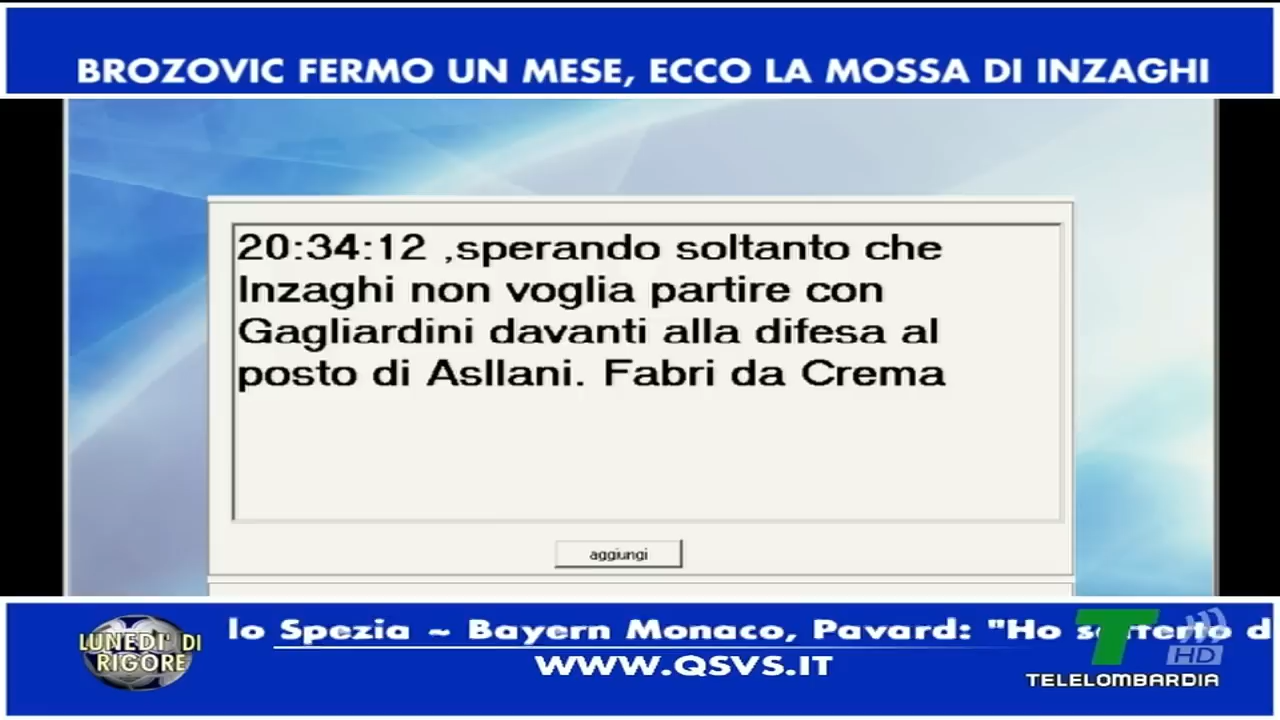 BROZOVIC FERMO UN MESE, ECCO LA MOSSA DI INZAGHI
20:34:12 ,sperando soltanto che
Inzaghi non voglia partire con
Gagliardini davanti alla difesa al
posto di Asllani. Fabri da Crema
aggiungi
lo Spezia ~ Bayern Monaco, Pavard: "Ho sofferto d
WWW.QSVS.IT
LUNEDI' DI
RIGORE
T HD
TELELOMBARDIA